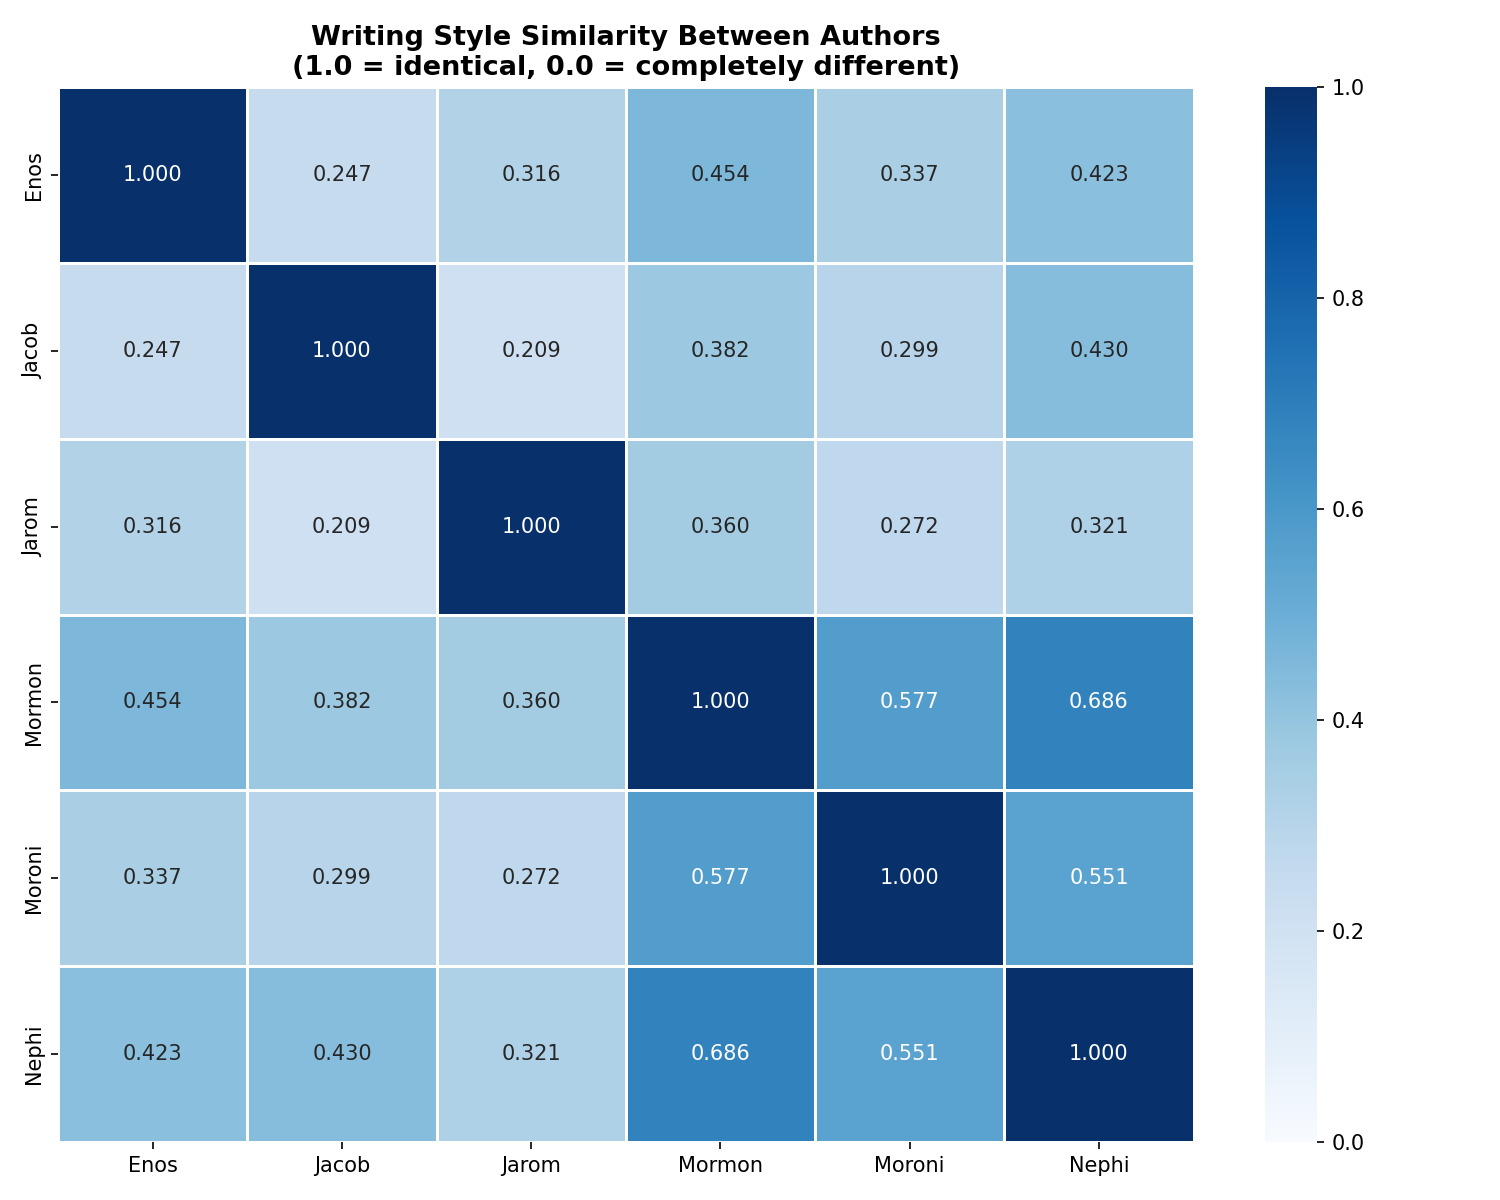 Writing Style Similarity Between Authors
(1.0 = identical, 0.0 = completely different)
Enos 1.000 0.247 0.316 0.454 0.337 0.423
Jacob 0.247 1.000 0.209 0.382 0.299 0.430
Jarom 0.316 0.209 1.000 0.360 0.272 0.321
Mormon 0.454 0.382 0.360 1.000 0.577 0.686
Moroni 0.337 0.299 0.272 0.577 1.000 0.551
Nephi 0.423 0.430 0.321 0.686 0.551 1.000
Enos Jacob Jarom Mormon Moroni Nephi
1.0
0.8
0.6
0.4
0.2
0.0